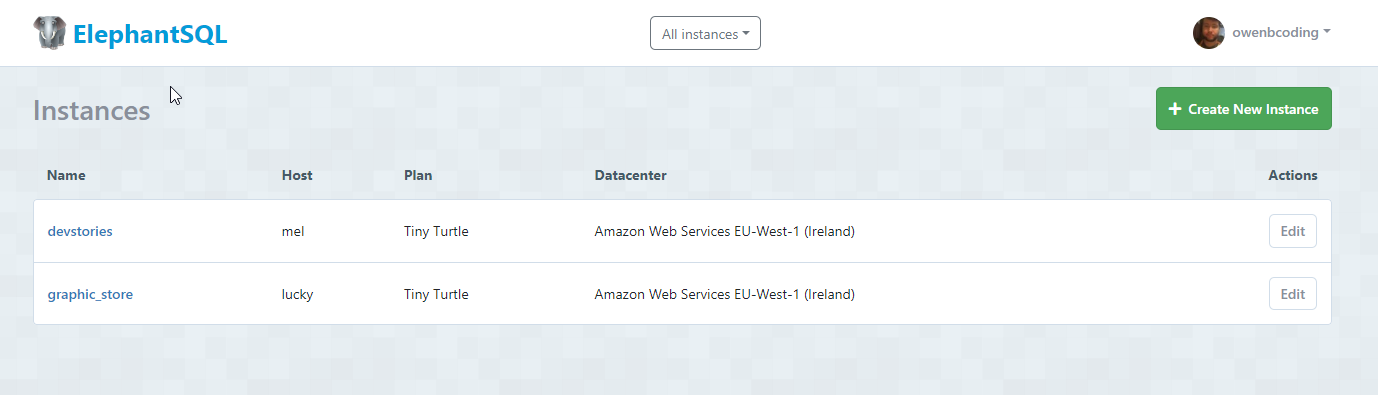 ElephantSQL
All instances
owenbcoding
Instances
Create New Instance
Name Host Plan Datacenter Actions
devstories mel Tiny Turtle Amazon Web Services EU-West-1 (Ireland) Edit
graphic_store lucky Tiny Turtle Amazon Web Services EU-West-1 (Ireland) Edit